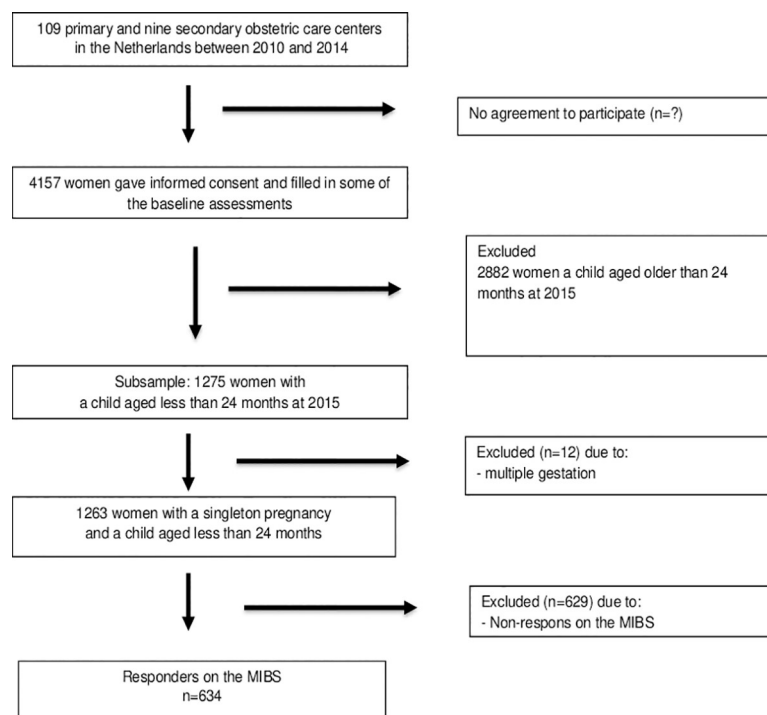 109 primary and nine secondary obstetric care centers
in the Netherlands between 2010 and 2014
No agreement to participate (n=?)
4157 women gave informed consent and filled in some of
the baseline assessments
Excluded
2882 women a child aged older than 24
months at 2015
Subsample: 1275 women with
a child aged less than 24 months at 2015
Excluded (n=12) due to:
- multiple gestation
1263 women with a singleton pregnancy
and a child aged less than 24 months
Excluded (n=629) due to:
- Non-respons on the MIBS
Responders on the MIBS
n=634